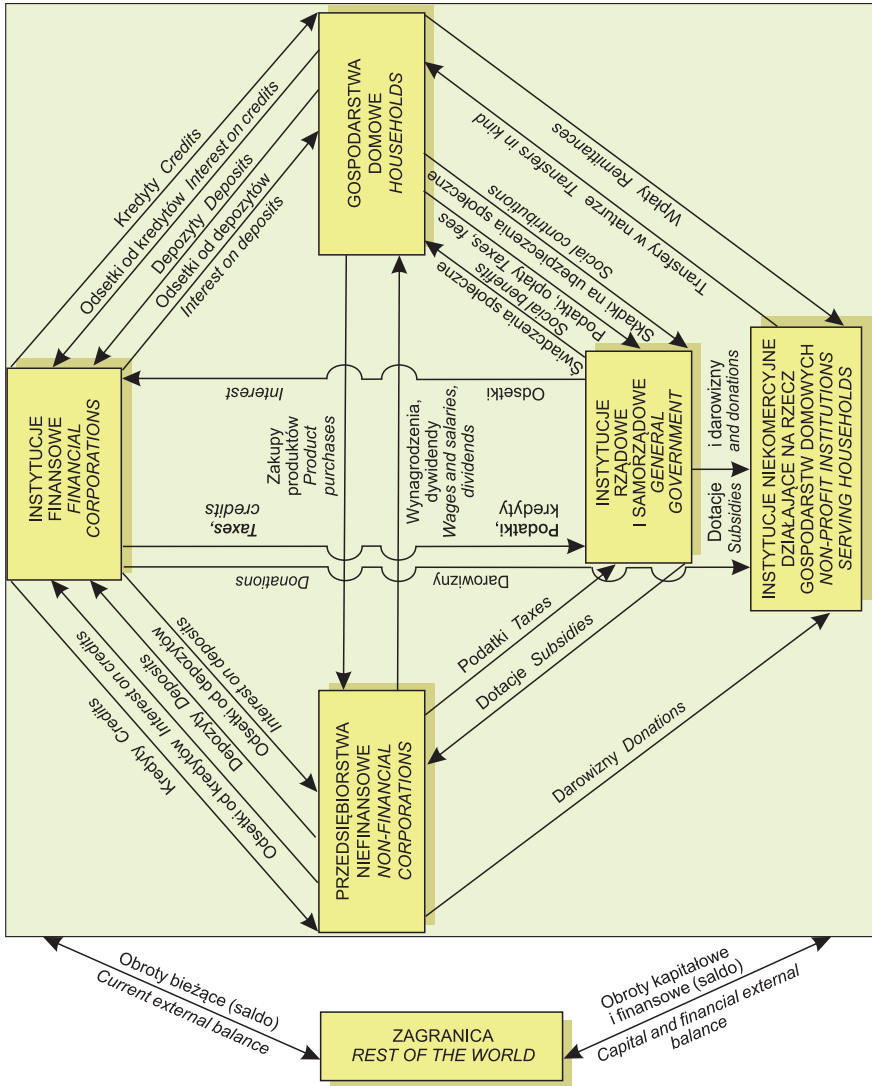 GOSPODARSTWA
DOMOWE
HOUSEHOLDS
Kredyty Credits
Odsetki od kredytów Interest on credits
Depozyty Deposits
Odsetki od depozytów
Interest on deposits
Wpłaty Remittances
Transfery w naturze Transfers in kind
Składki na ubezpieczenia społeczne
Social contributions
Podatki, opłaty Taxes, fees
Świadczenia społeczne
Social benefits
INSTYTUCJE
FINANSOWE
FINANCIAL
CORPORATIONS
Odsetki
Interest
Zakupy
produktów
Product
purchases
Wynagrodzenia,
dywidendy
Wages and salaries,
dividends
INSTYTUCJE
RZĄDOWE
I SAMORZĄDOWE
GENERAL
GOVERNMENT
Dotacje
i darowizny
Subsidies
and donations
INSTYTUCJE NIEKOMERCYJNE
DZIAŁAJĄCE NA RZECZ
GOSPODARSTW DOMOWYCH
NON-PROFIT INSTITUTIONS
SERVING HOUSEHOLDS
Podatki,
kredyty
Taxes,
credits
Darowizny
Donations
Odsetki od depozytów
Interest on deposits
Depozyty Deposits
Odsetki od kredytów Interest on credits
Kredyty Credits
PRZEDSIĘBIORSTWA
NIEFINANSOWE
NON-FINANCIAL
CORPORATIONS
Podatki Taxes
Dotacje Subsidies
Darowizny Donations
Obroty bieżące (saldo)
Current external
balance
Obroty kapitałowe
i finansowe (saldo)
Capital and financial external
balance
ZAGRANICA
REST OF THE WORLD